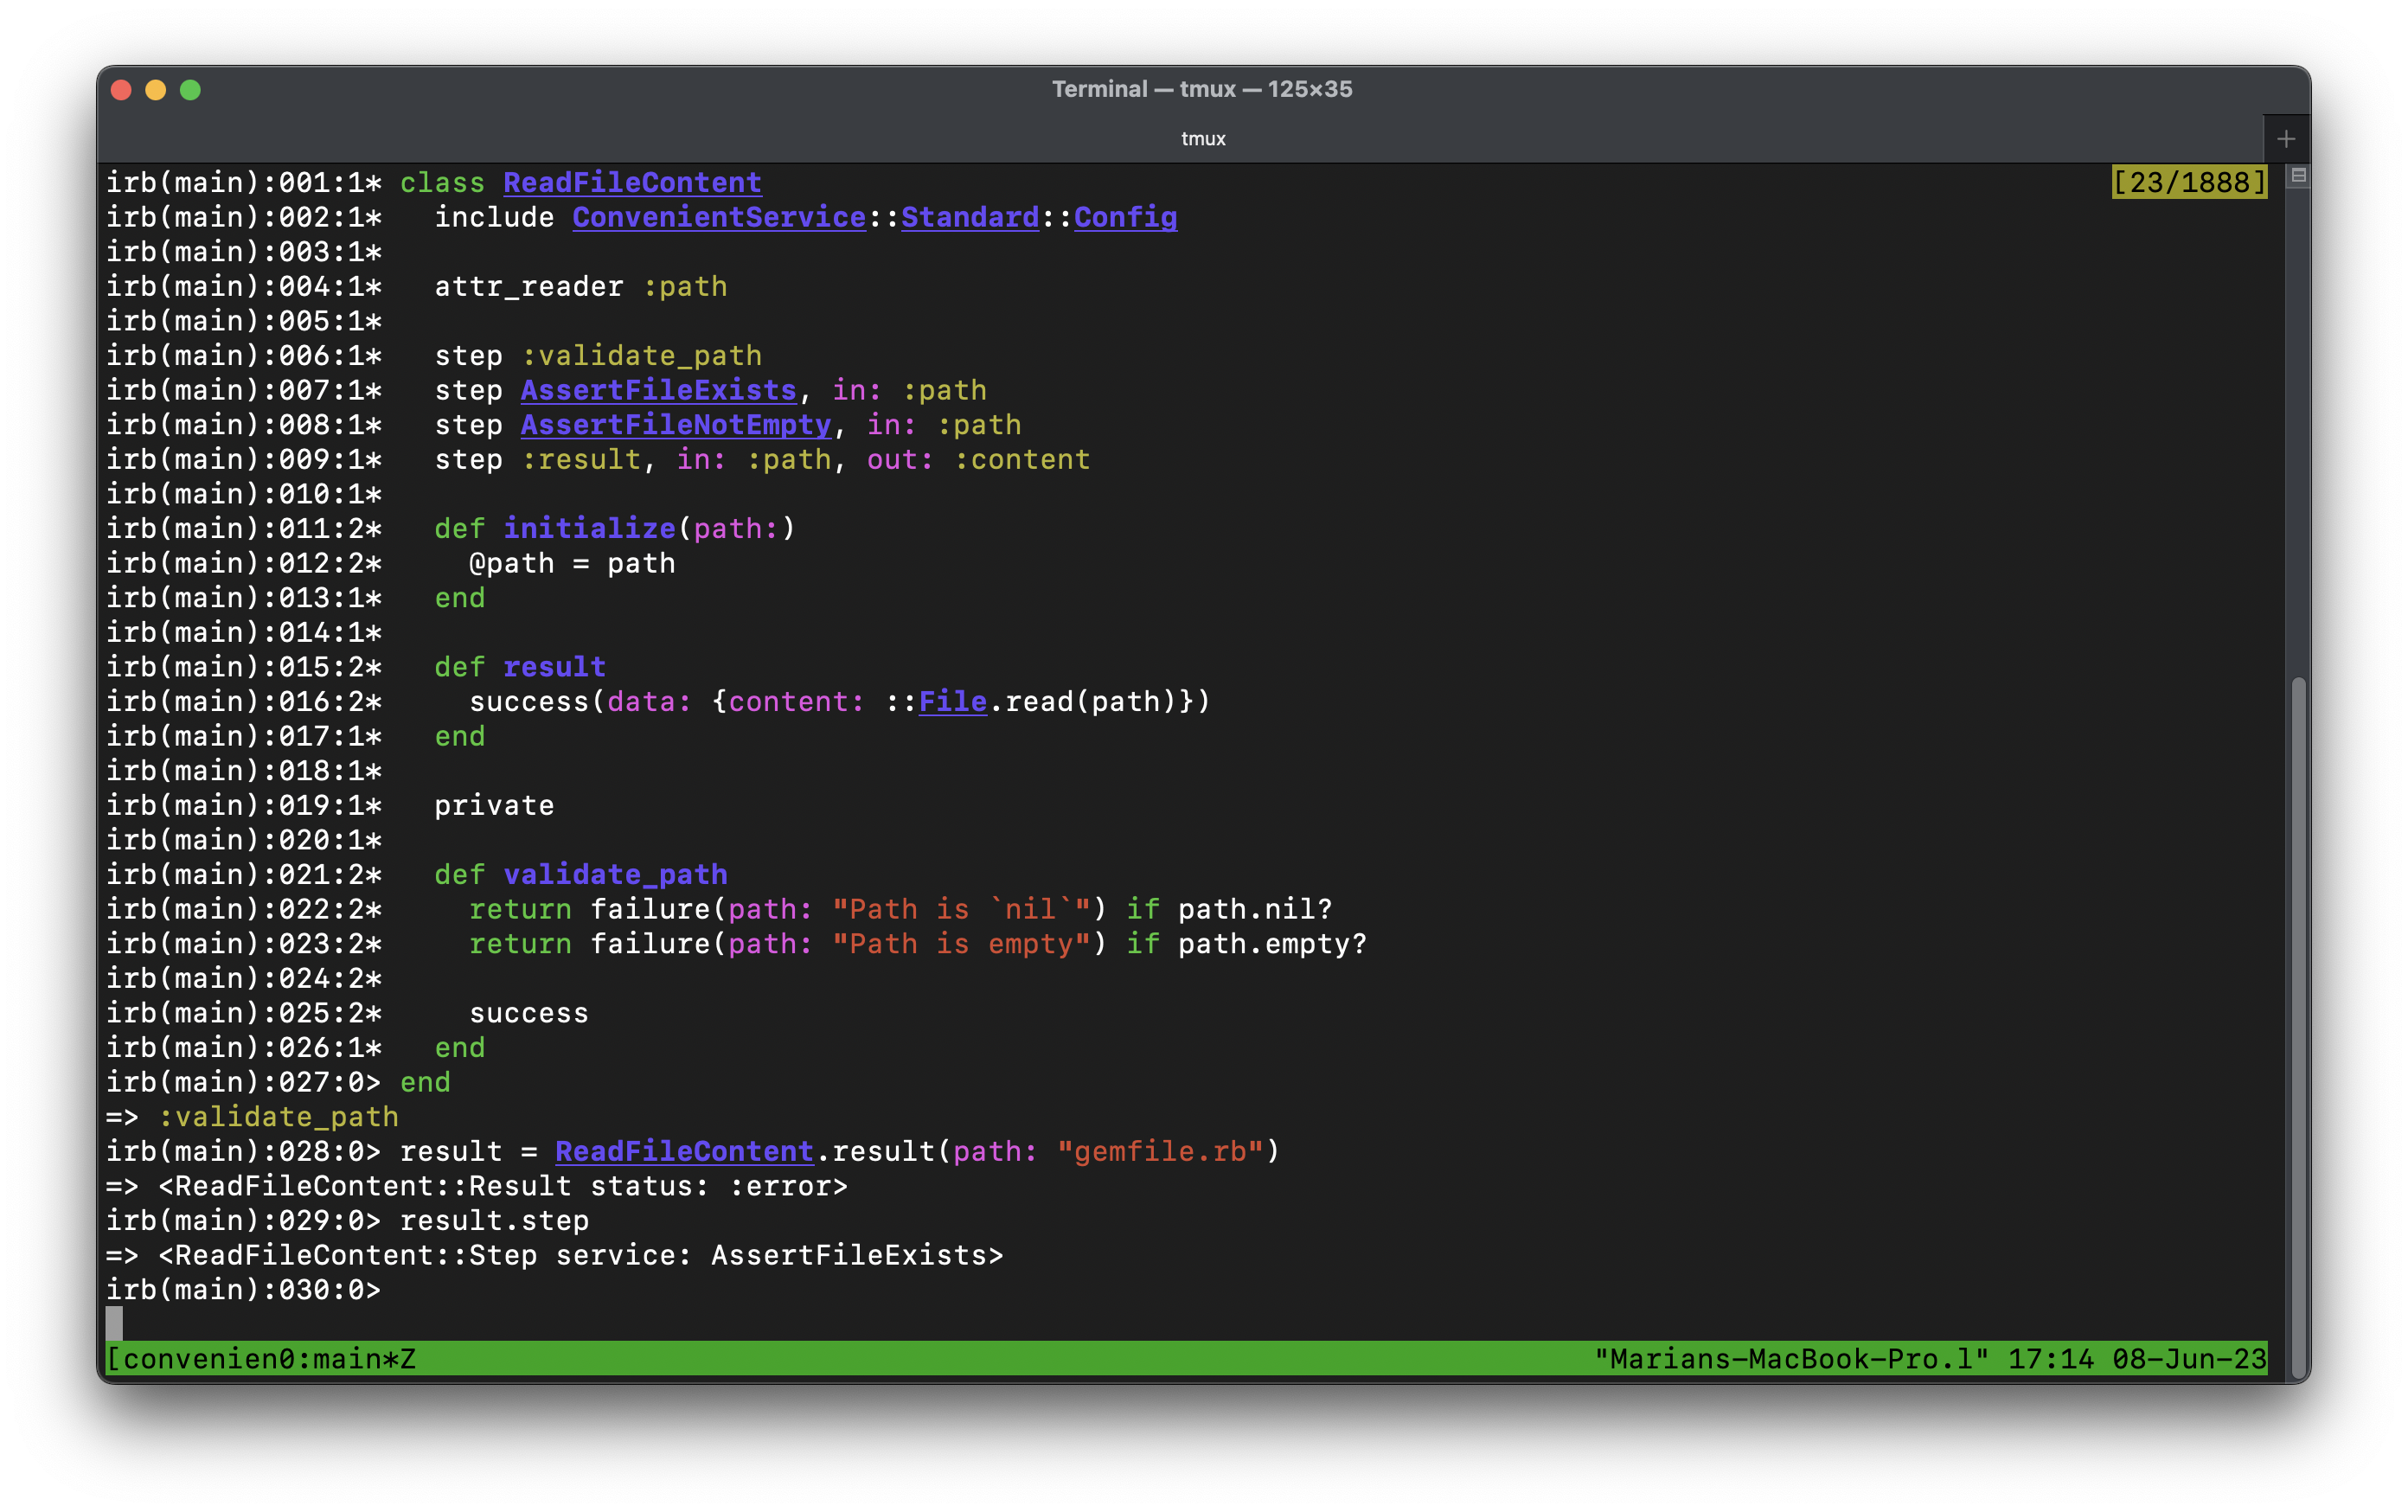 Terminal — tmux — 125×35
tmux
irb(main):001:1* class ReadFileContent [23/1888]
irb(main):002:1*   include ConvenientService::Standard::Config
irb(main):003:1*
irb(main):004:1*   attr_reader :path
irb(main):005:1*
irb(main):006:1*   step :validate_path
irb(main):007:1*   step AssertFileExists, in: :path
irb(main):008:1*   step AssertFileNotEmpty, in: :path
irb(main):009:1*   step :result, in: :path, out: :content
irb(main):010:1*
irb(main):011:2*   def initialize(path:)
irb(main):012:2*     @path = path
irb(main):013:1*   end
irb(main):014:1*
irb(main):015:2*   def result
irb(main):016:2*     success(data: {content: ::File.read(path)})
irb(main):017:1*   end
irb(main):018:1*
irb(main):019:1*   private
irb(main):020:1*
irb(main):021:2*   def validate_path
irb(main):022:2*     return failure(path: "Path is `nil`") if path.nil?
irb(main):023:2*     return failure(path: "Path is empty") if path.empty?
irb(main):024:2*
irb(main):025:2*     success
irb(main):026:1*   end
irb(main):027:0> end
=> :validate_path
irb(main):028:0> result = ReadFileContent.result(path: "gemfile.rb")
=> <ReadFileContent::Result status: :error>
irb(main):029:0> result.step
=> <ReadFileContent::Step service: AssertFileExists>
irb(main):030:0>
[convenien0:main*Z "Marians-MacBook-Pro.l" 17:14 08-Jun-23